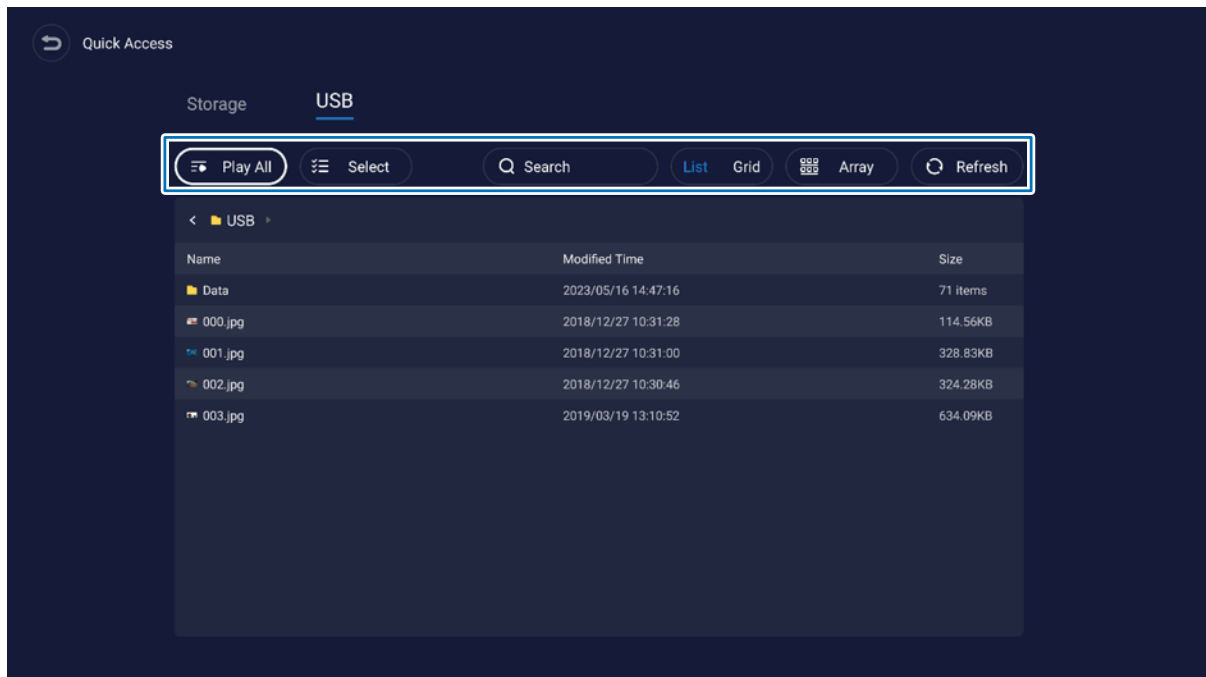 Quick Access
Storage USB
Play All Select Search List Grid Array Refresh
USB
Name Modified Time Size
Data 2023/05/16 14:47:16 71 items
000.jpg 2018/12/27 10:31:28 114.56KB
001.jpg 2018/12/27 10:31:00 328.83KB
002.jpg 2018/12/27 10:30:46 324.28KB
003.jpg 2019/03/19 13:10:52 634.09KB